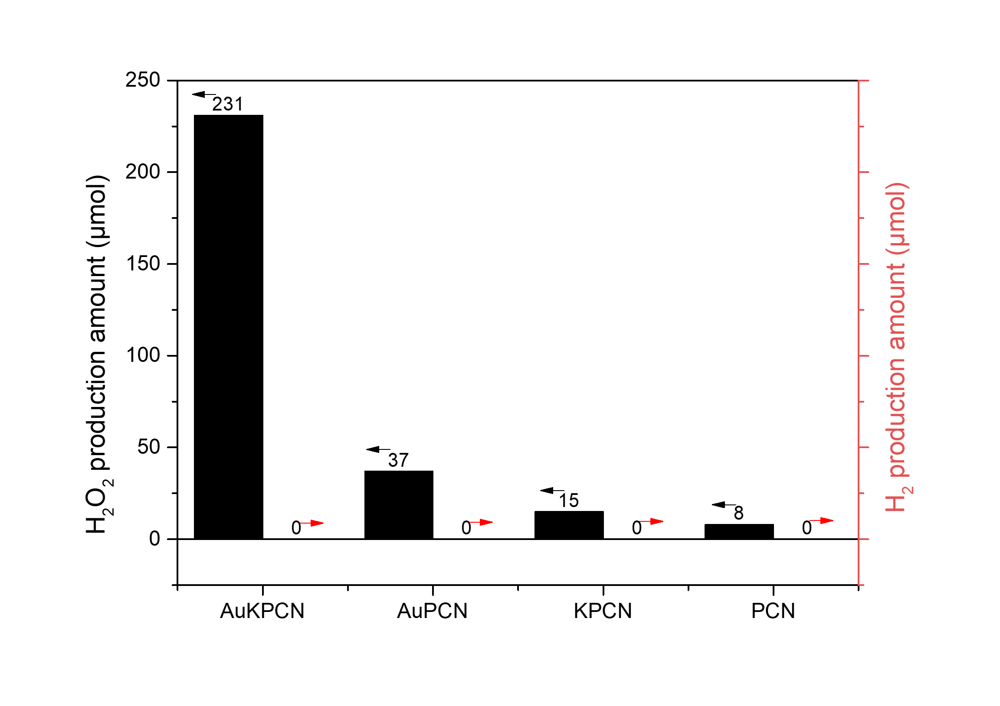 H₂O₂ production amount (μmol)
250
200
150
100
50
0
231
0
37
0
15
0
8
0
AuKPCN
AuPCN
KPCN
PCN
H₂ production amount (μmol)